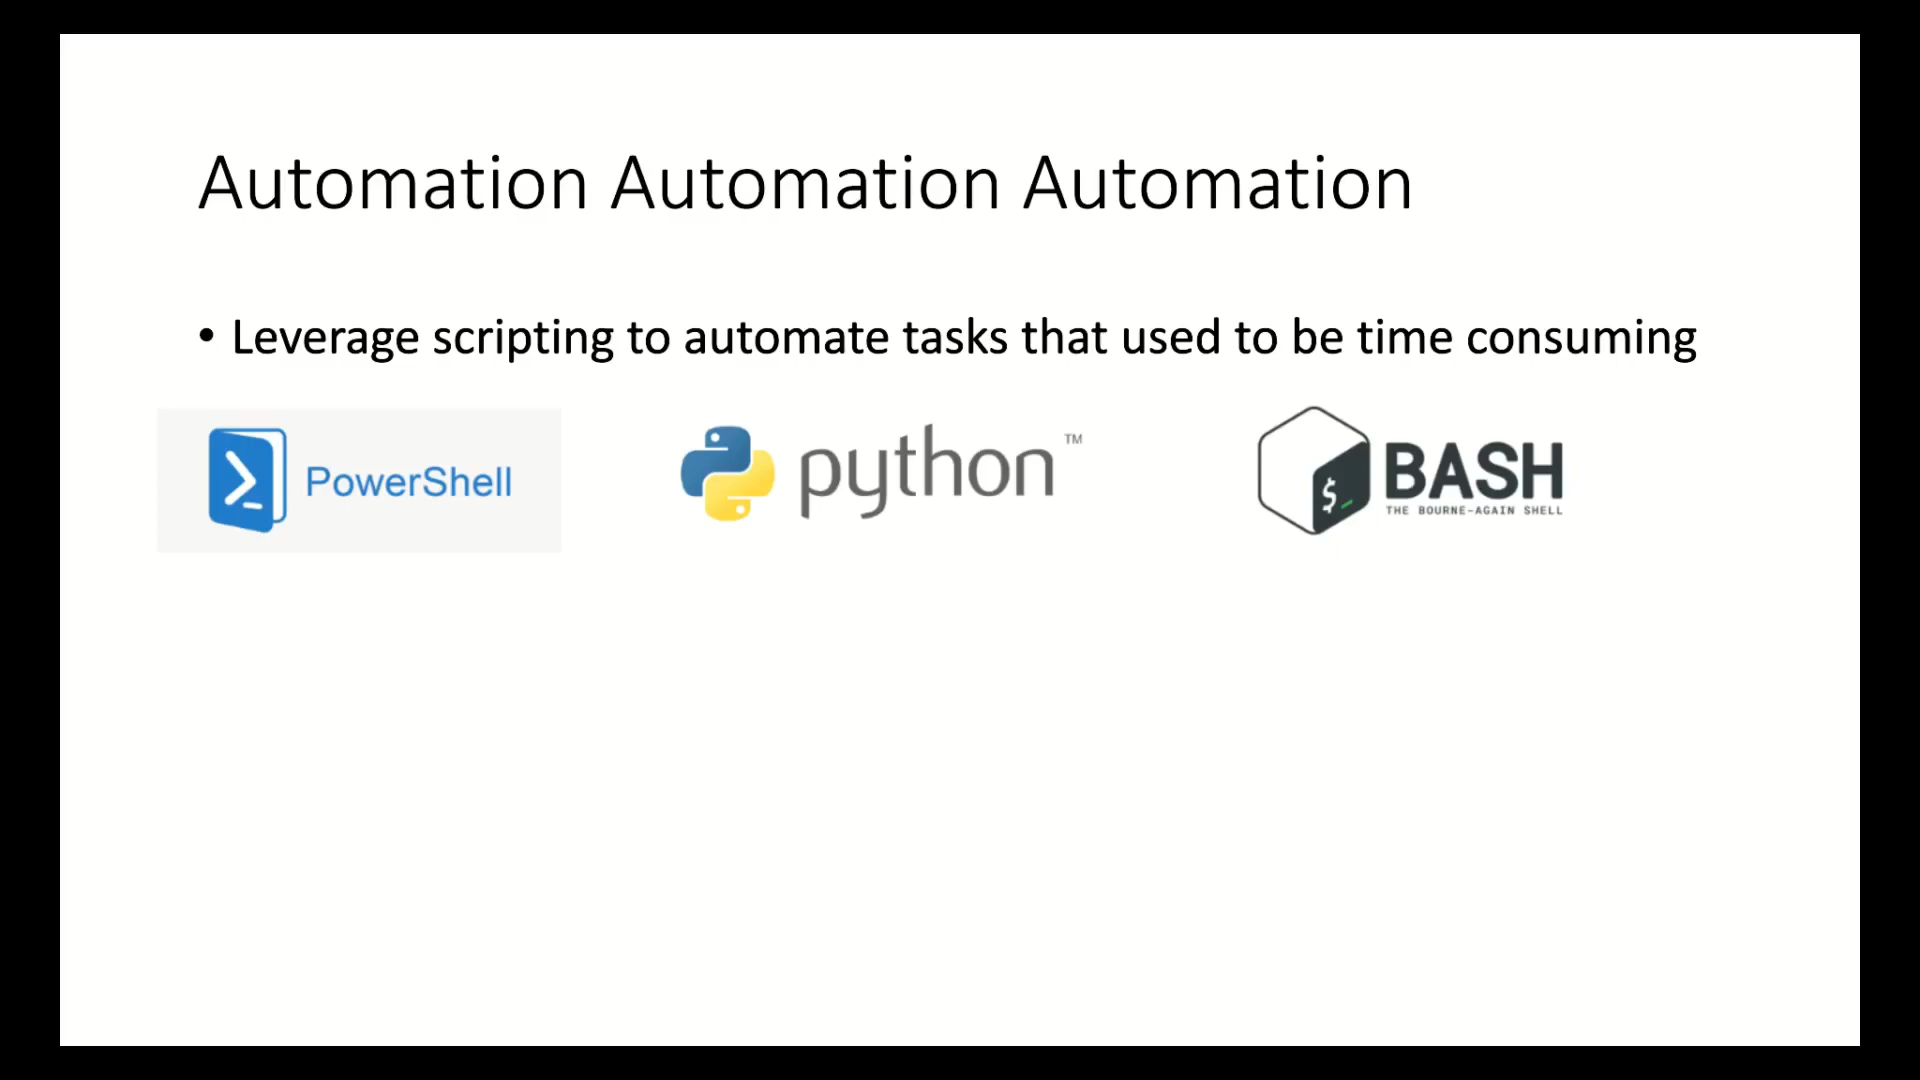 Automation Automation Automation
• Leverage scripting to automate tasks that used to be time consuming
PowerShell
python™
$_
BASH
THE BOURNE-AGAIN SHELL